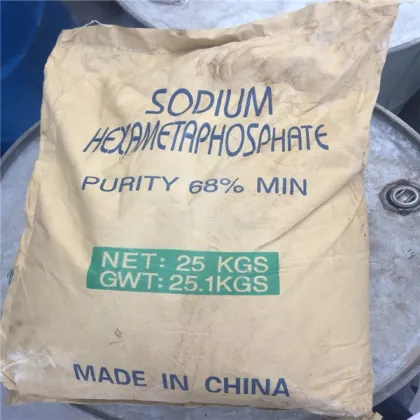 SODIUM
HEXAMETAPHOSPHATE
PURITY 68% MIN
NET: 25 KGS
GWT: 25.1KGS
MADE IN CHINA